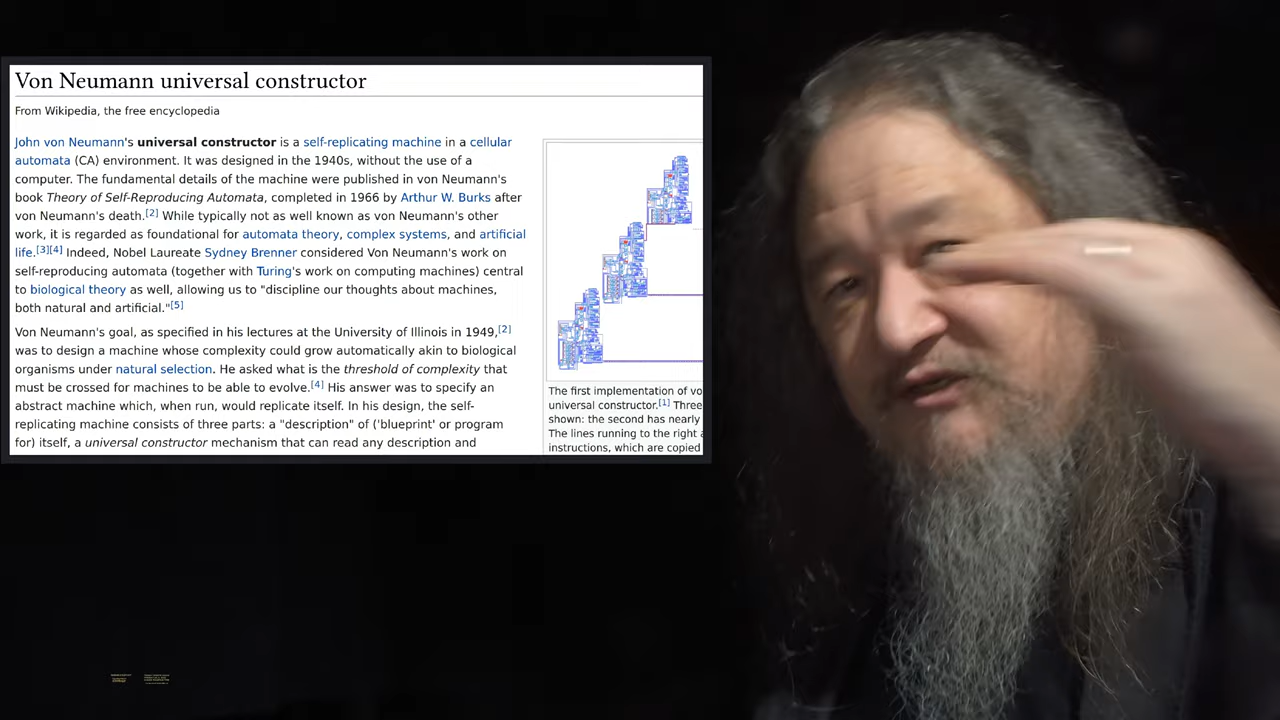 Von Neumann universal constructor
From Wikipedia, the free encyclopedia
John von Neumann's universal constructor is a self-replicating machine in a cellular
automata (CA) environment. It was designed in the 1940s, without the use of a
computer. The fundamental details of the machine were published in von Neumann's
book Theory of Self-Reproducing Automata, completed in 1966 by Arthur W. Burks after
von Neumann's death.[2] While typically not as well known as von Neumann's other
work, it is regarded as foundational for automata theory, complex systems, and artificial
life.[3][4] Indeed, Nobel Laureate Sydney Brenner considered Von Neumann's work on
self-reproducing automata (together with Turing's work on computing machines) central
to biological theory as well, allowing us to "discipline our thoughts about machines,
both natural and artificial."[5]
Von Neumann's goal, as specified in his lectures at the University of Illinois in 1949,[2]
was to design a machine whose complexity could grow automatically akin to biological
organisms under natural selection. He asked what is the threshold of complexity that
must be crossed for machines to be able to evolve.[4] His answer was to specify an
abstract machine which, when run, would replicate itself. In his design, the self-
replicating machine consists of three parts: a "description" of ('blueprint' or program
for) itself, a universal constructor mechanism that can read any description and
The first implementation of vo
universal constructor.[1] Three
shown: the second has nearly
The lines running to the right a
instructions, which are copied